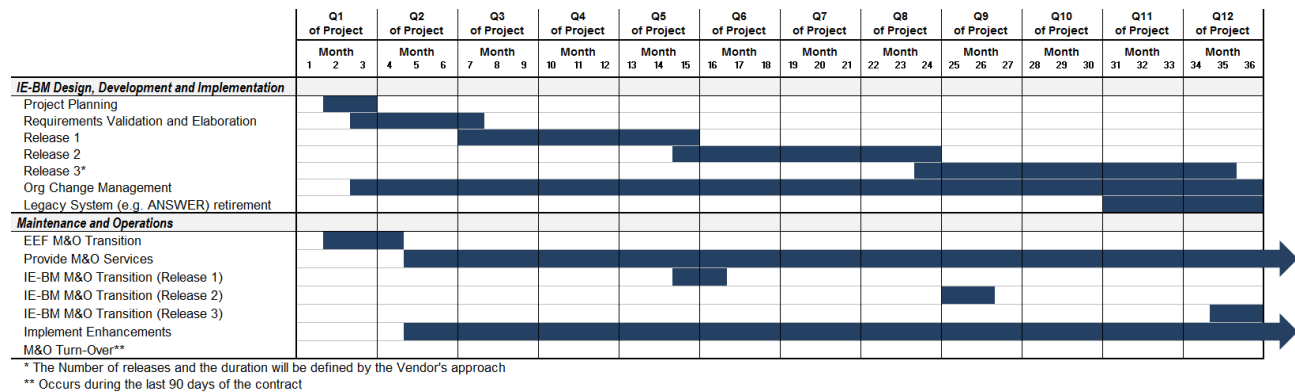 Q1 Q2 Q3 Q4 Q5 Q6 Q7 Q8 Q9 Q10 Q11 Q12
of Project of Project of Project of Project of Project of Project of Project of Project of Project of Project of Project of Project
Month Month Month Month Month Month Month Month Month Month Month Month
1 2 3 4 5 6 7 8 9 10 11 12 13 14 15 16 17 18 19 20 21 22 23 24 25 26 27 28 29 30 31 32 33 34 35 36
IE-BM Design, Development and Implementation
Project Planning
Requirements Validation and Elaboration
Release 1
Release 2
Release 3*
Org Change Management
Legacy System (e.g. ANSWER) retirement
Maintenance and Operations
EEF M&O Transition
Provide M&O Services
IE-BM M&O Transition (Release 1)
IE-BM M&O Transition (Release 2)
IE-BM M&O Transition (Release 3)
Implement Enhancements
M&O Turn-Over**
* The Number of releases and the duration will be defined by the Vendor's approach
** Occurs during the last 90 days of the contract